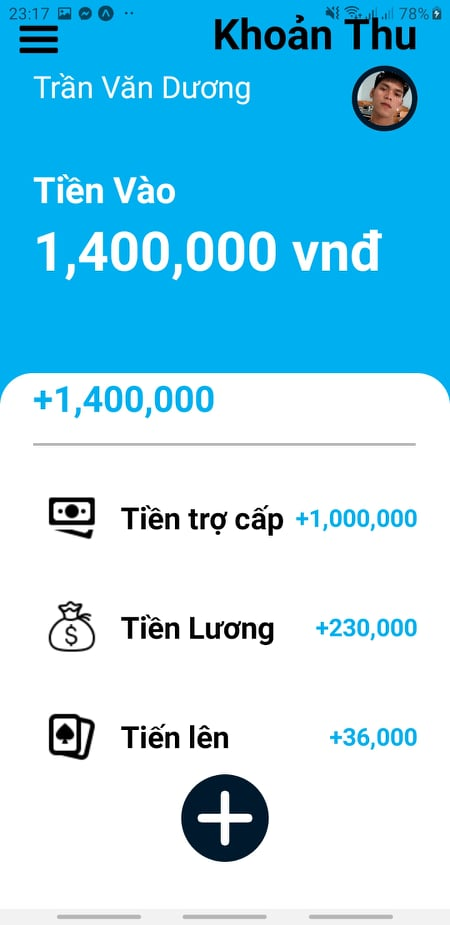 23:17
78%
Khoản Thu
Trần Văn Dương
Tiền Vào
1,400,000 vnđ
+1,400,000
Tiền trợ cấp +1,000,000
Tiền Lương +230,000
Tiến lên +36,000